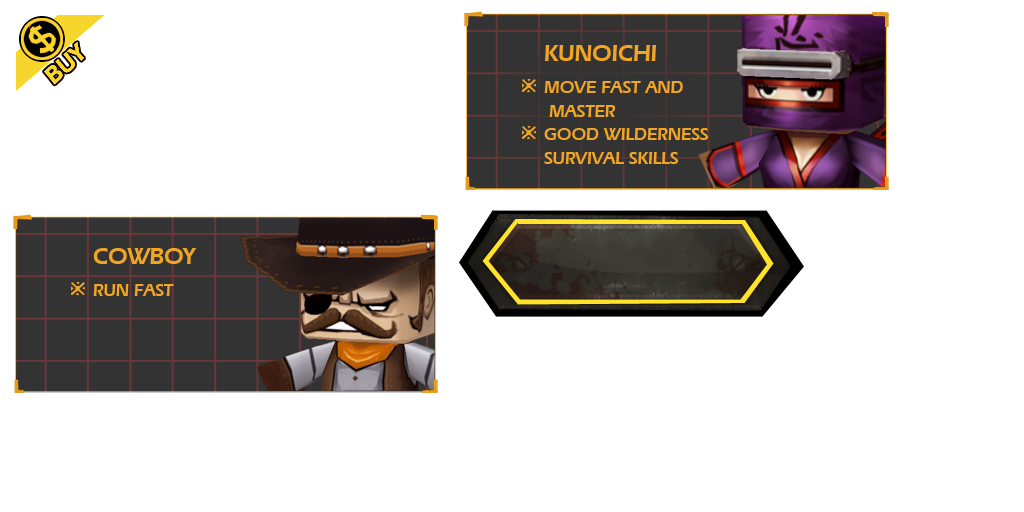 $
BUY
KUNOICHI
※ MOVE FAST AND
MASTER
※ GOOD WILDERNESS
SURVIVAL SKILLS
COWBOY
※ RUN FAST